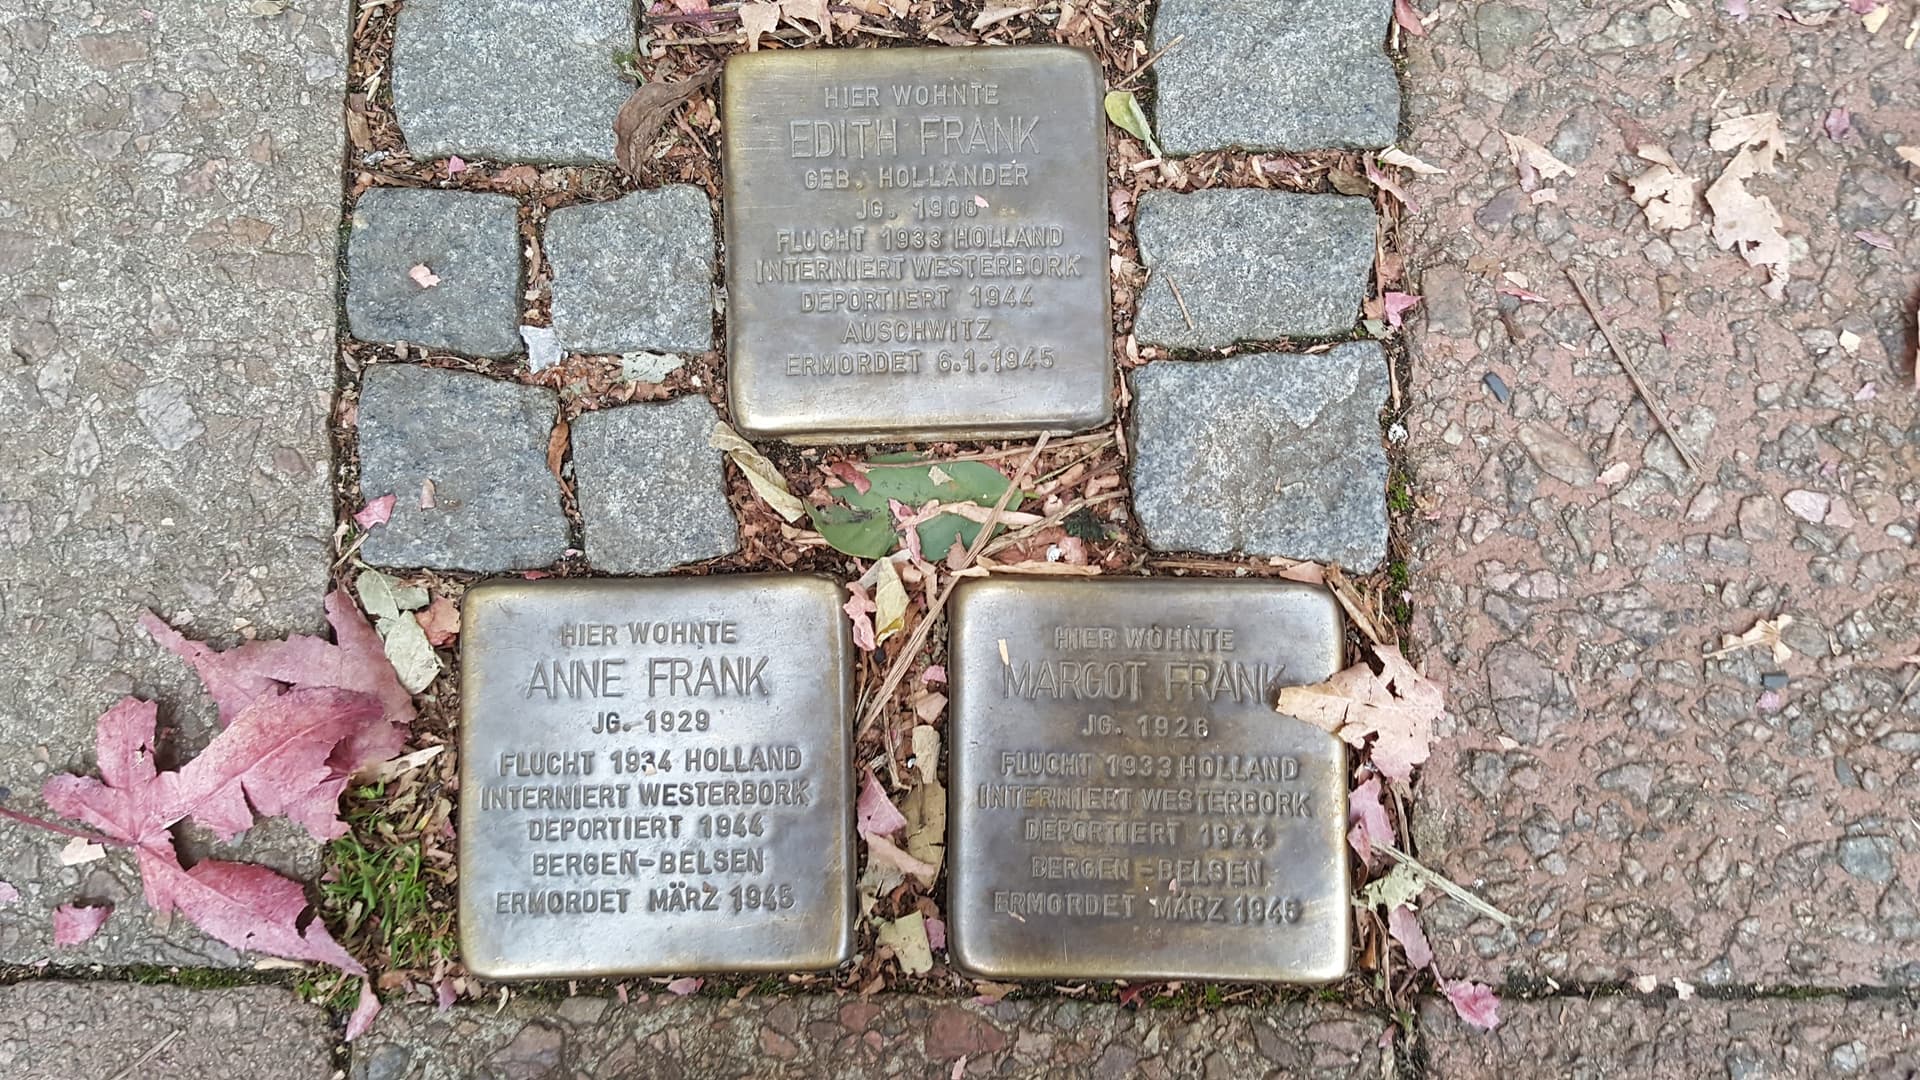 HIER WOHNTE
EDITH FRANK
GEB. HOLLÄNDER
JG. 1900
FLUCHT 1933 HOLLAND
INTERNIERT WESTERBORK
DEPORTIERT 1944
AUSCHWITZ
ERMORDET 6.1.1945
HIER WOHNTE
ANNE FRANK
JG. 1929
FLUCHT 1934 HOLLAND
INTERNIERT WESTERBORK
DEPORTIERT 1944
BERGEN-BELSEN
ERMORDET MÄRZ 1945
HIER WOHNTE
MARGOT FRANK
JG. 1926
FLUCHT 1933 HOLLAND
INTERNIERT WESTERBORK
DEPORTIERT 1944
BERGEN-BELSEN
ERMORDET MÄRZ 1945